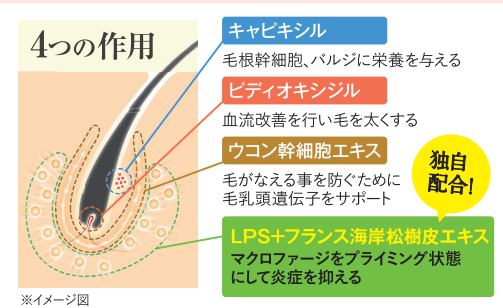 4つの作用
キャピキシル
毛根幹細胞、バルジに栄養を与える
ピディオキシジル
血流改善を行い毛を太くする
ウコン幹細胞エキス
毛がなえる事を防ぐために
毛乳頭遺伝子をサポート
独自
配合!
LPS+フランス海岸松樹皮エキス
マクロファージをプライミング状態
にして炎症を抑える
※イメージ図